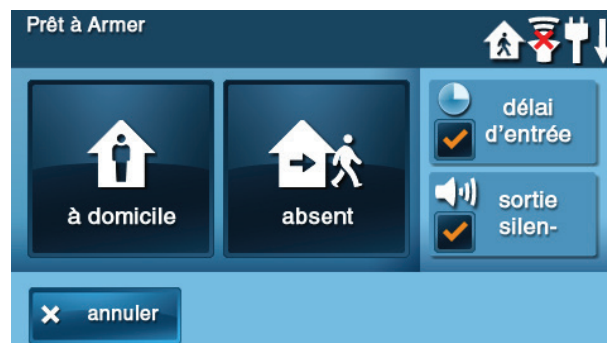 Prêt à Armer
à domicile
absent
délai
d'entrée
sortie
silen-
annuler